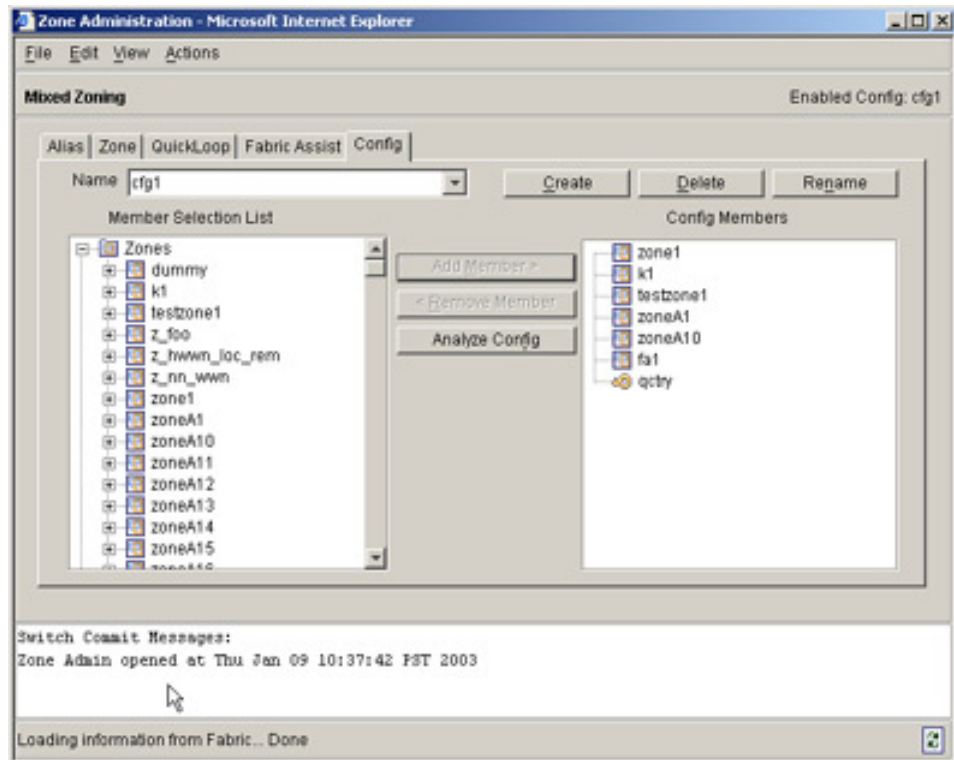 Zone Administration - Microsoft Internet Explorer
File Edit View Actions
Mixed Zoning Enabled Config: cfg1
Alias Zone QuickLoop Fabric Assist Config
Name cfg1 Create Delete Rename
Member Selection List Config Members
Zones
dummy
k1
testzone1
z_foo
z_hwwn_loc_rem
z_nn_wwn
zone1
zoneA1
zoneA10
zoneA11
zoneA12
zoneA13
zoneA14
zoneA15
Add Member >
< Remove Member
Analyze Config
zone1
k1
testzone1
zoneA1
zoneA10
fa1
qctry
Switch Commit Messages:
Zone Admin opened at Thu Jan 09 10:37:42 PST 2003
Loading information from Fabric... Done